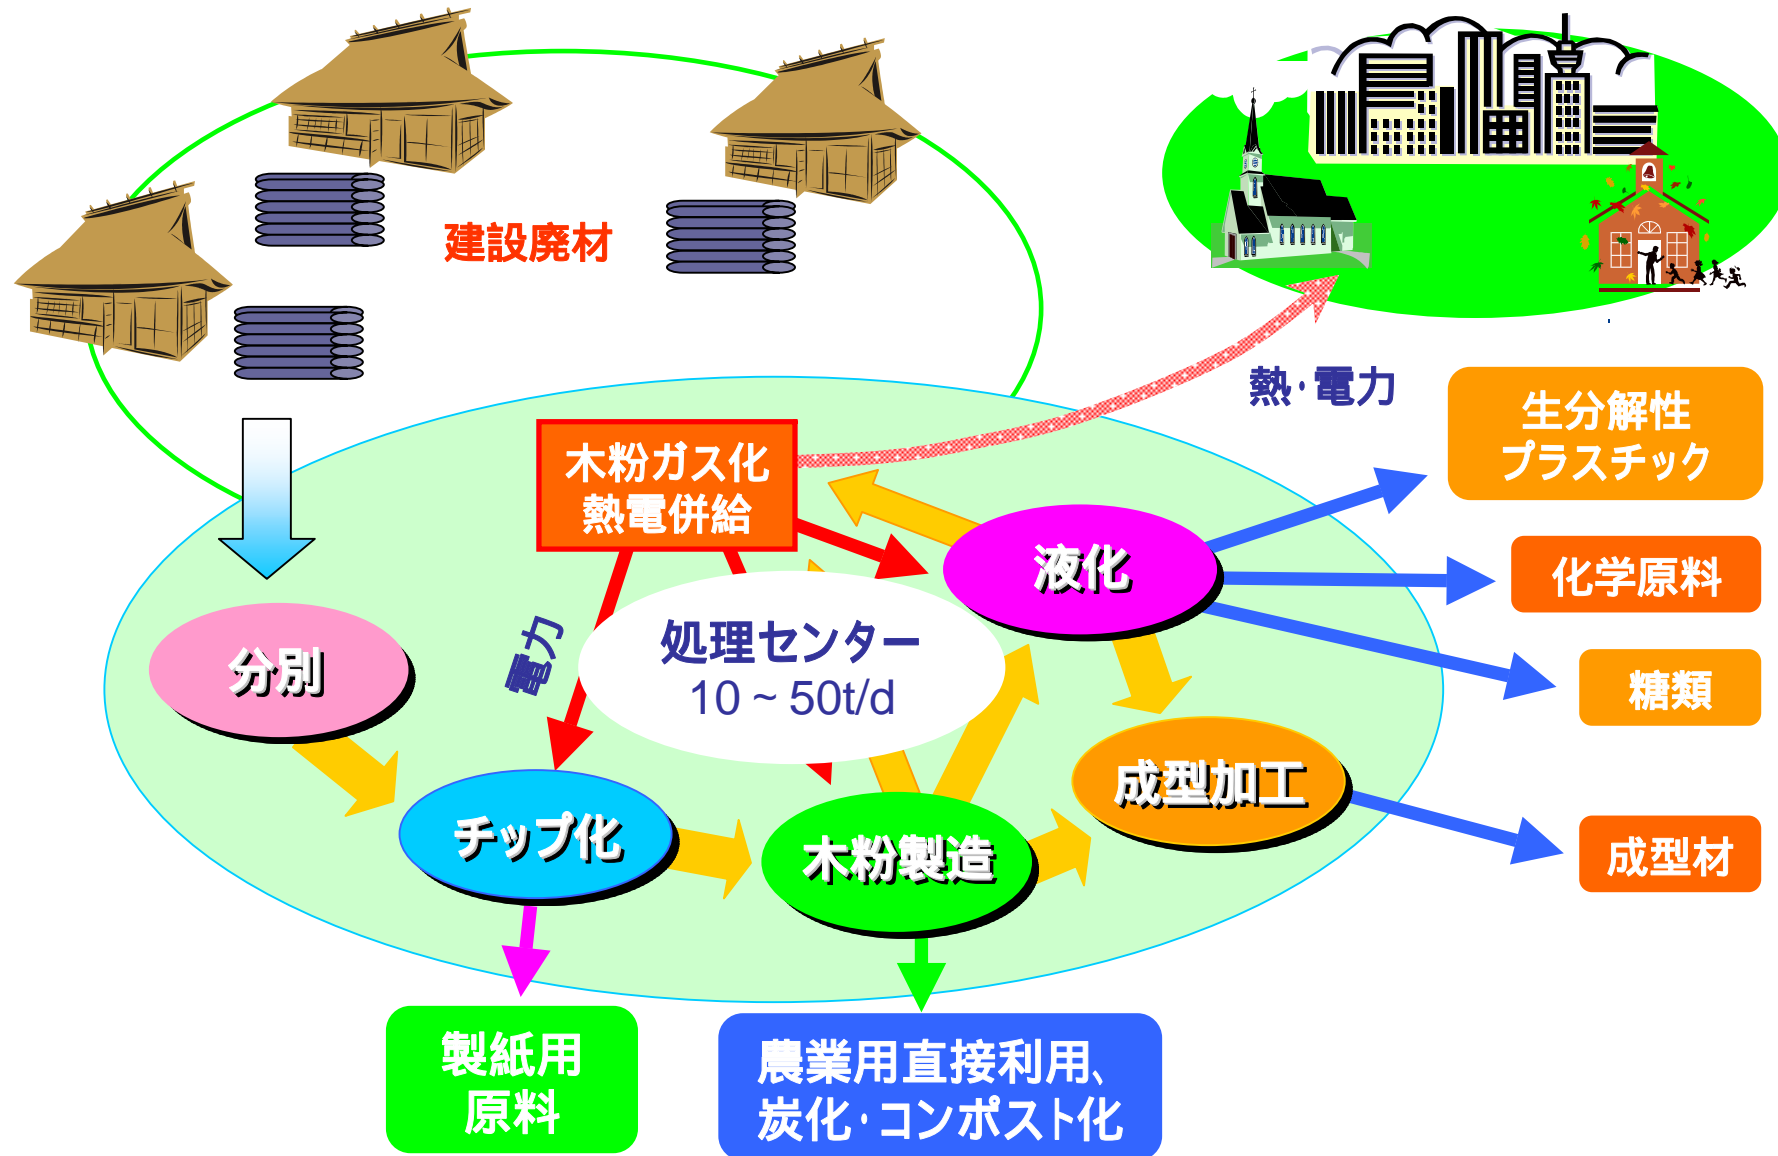 建設廃材
熱・電力
生分解性
プラスチック
木粉ガス化
熱電併給
液化
化学原料
電力
処理センター
10 ~ 50t/d
分別
糖類
成型加工
チップ化
木粉製造
成型材
製紙用
原料
農業用直接利用、
炭化・コンポスト化